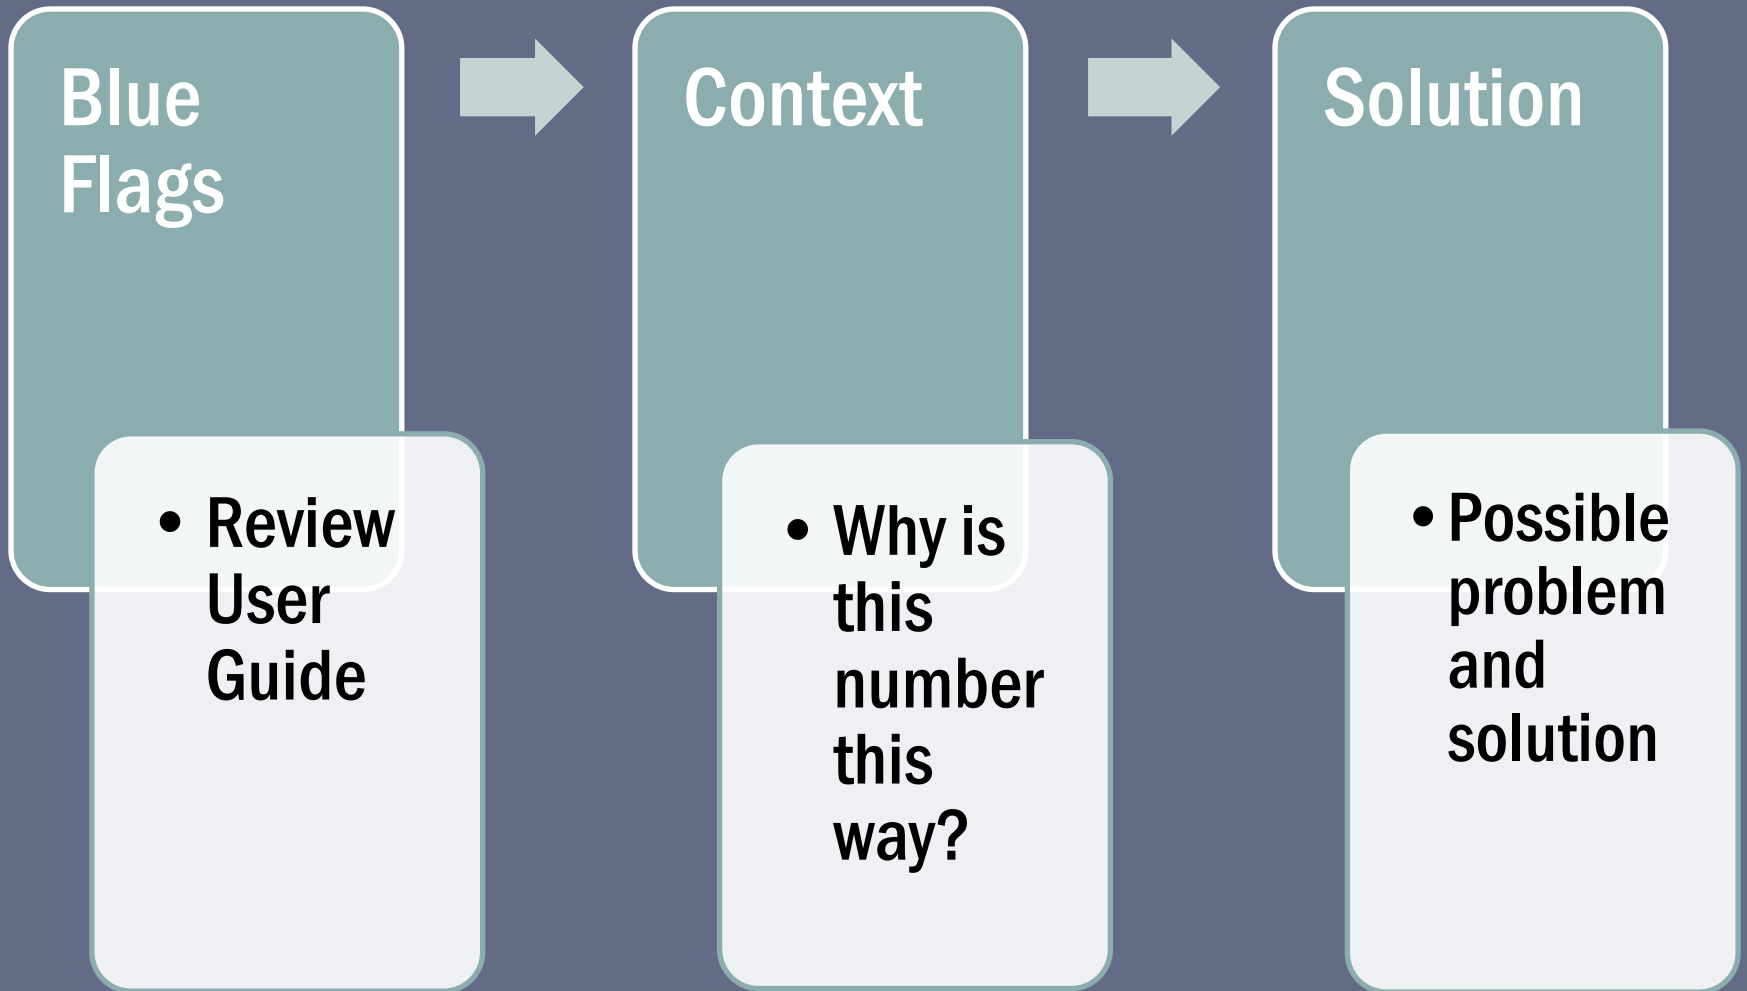 Blue
Flags
• Review
User
Guide
Context
• Why is
this
number
this
way?
Solution
• Possible
problem
and
solution